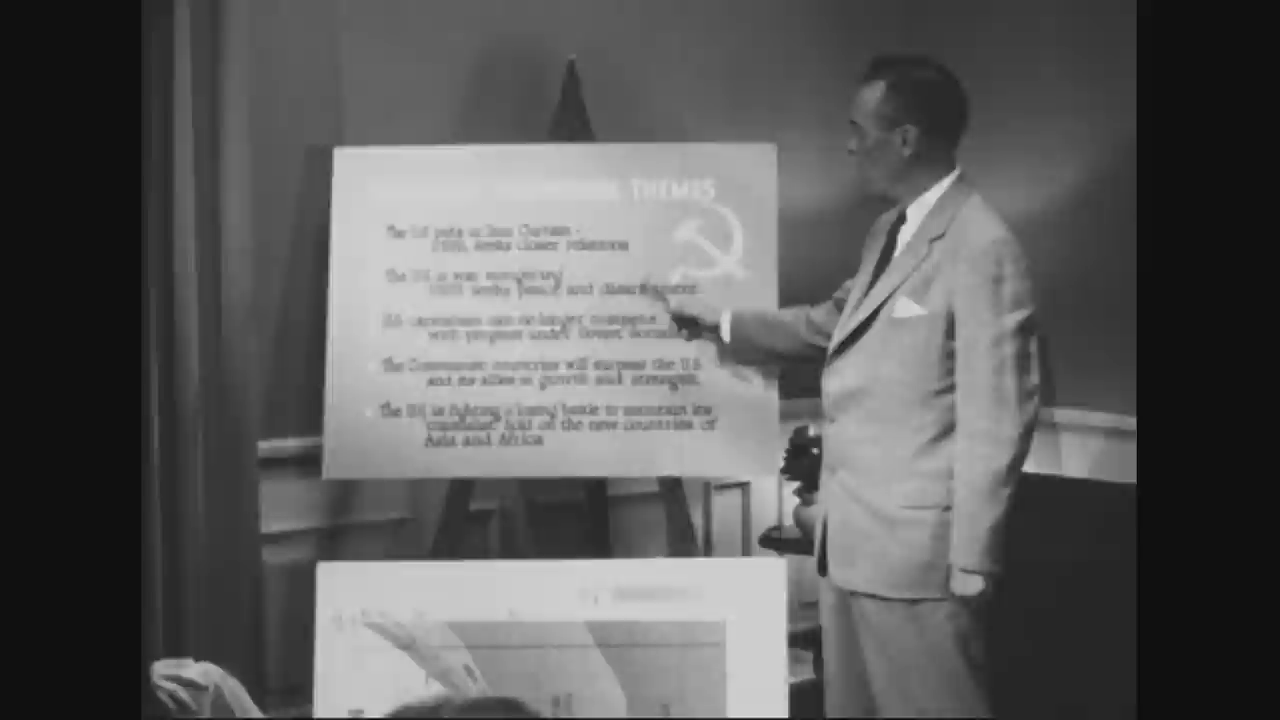 THEMES
The US puts up Iron Curtain -
USSR seeks closer relations
The US is war mongering
USSR seeks peace and disarmament
US capitalism can no longer compete
with progress under Soviet
The Communist countries will surpass the U.S.
and its allies in growth and strength.
The US is fighting a losing battle to maintain its
capitalist hold on the new countries of
Asia and Africa